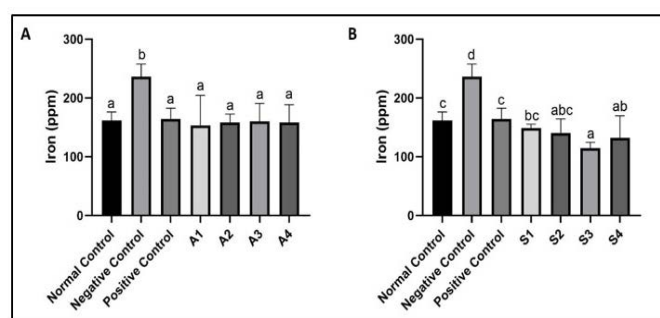 A
Iron (ppm)
300
200
100
0
a
b
a
a
a
a
a
Normal Control
Negative Control
Positive Control
A1
A2
A3
A4
B
Iron (ppm)
300
200
100
0
c
d
c
bc
abc
a
ab
Normal Control
Negative Control
Positive Control
S1
S2
S3
S4